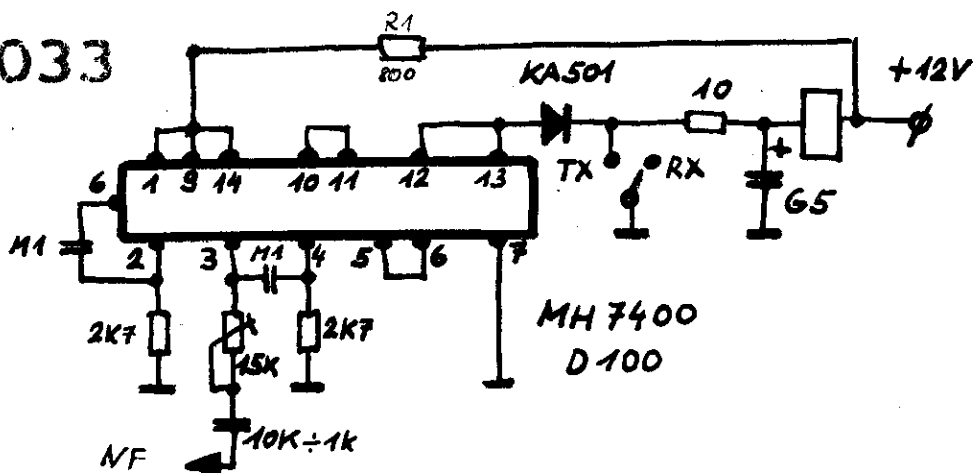 033
R1
800
KA501
10
+12V
6
1 9 14 10 11 12 13
TX
RX
+
G5
M1
2 3 M1 4 5 6 7
2K7
15K
2K7
MH 7400
D 100
10K÷1k
NF